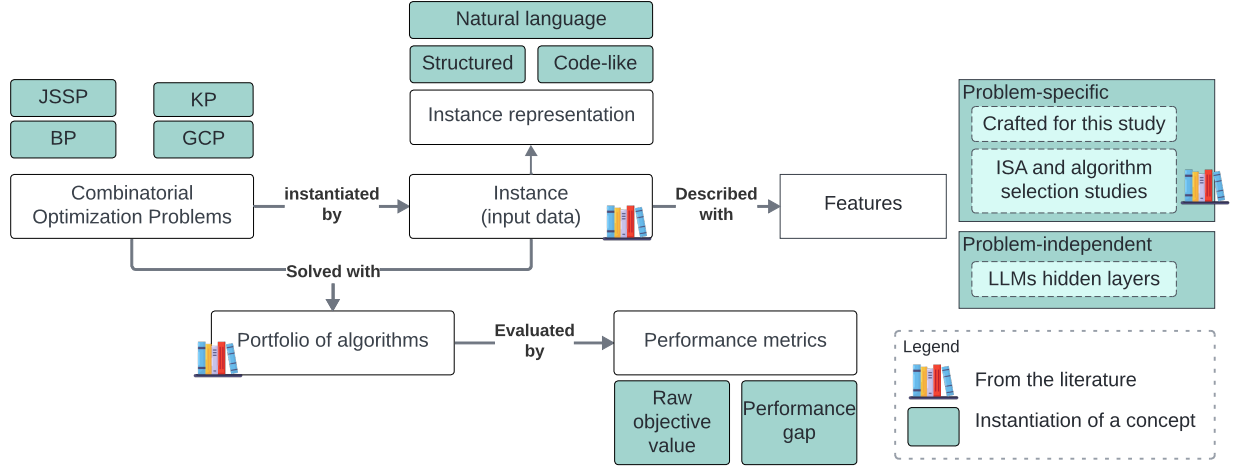 Natural language
Structured
Code-like
Instance representation
JSSP
KP
BP
GCP
Combinatorial
Optimization Problems
instantiated
by
Instance
(input data)
Described
with
Features
Problem-specific
Crafted for this study
ISA and algorithm
selection studies
Problem-independent
LLMs hidden layers
Solved with
Portfolio of algorithms
Evaluated
by
Performance metrics
Raw
objective
value
Performance
gap
Legend
From the literature
Instantiation of a concept